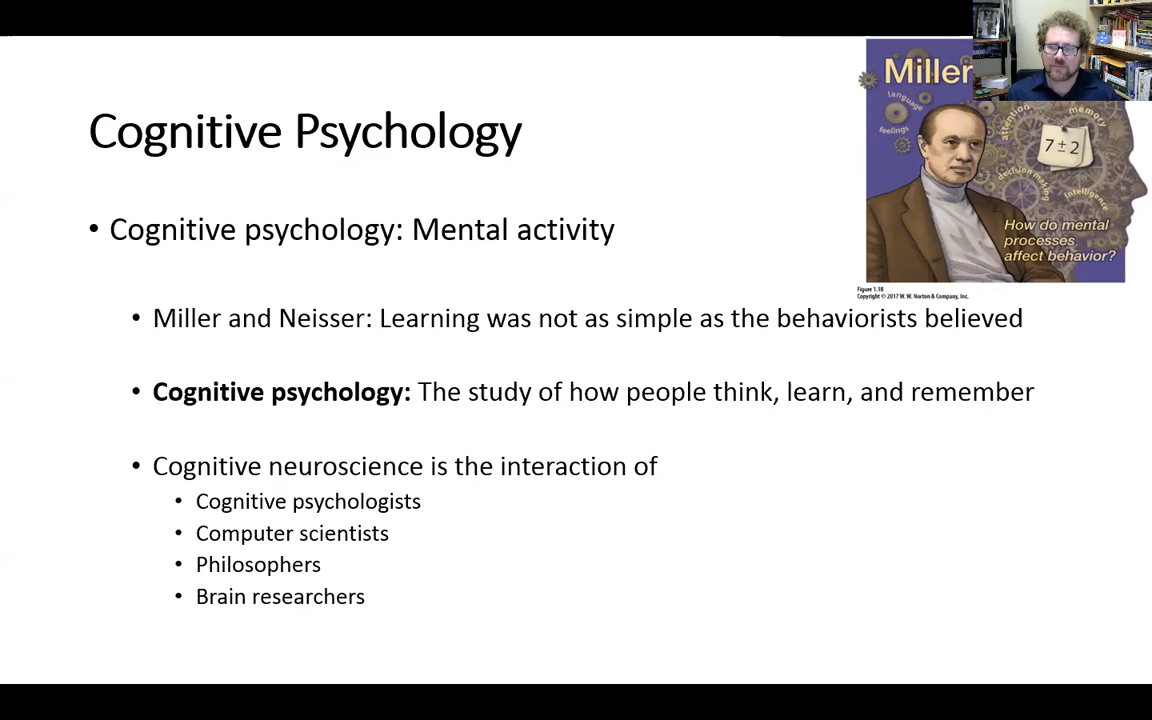 Miller
language
feelings
attention
memory
7±2
decision making
intelligence
How do mental
processes
affect behavior?
Figure 1.18
Copyright © 2017 W. W. Norton & Company, Inc.
Cognitive Psychology
• Cognitive psychology: Mental activity
• Miller and Neisser: Learning was not as simple as the behaviorists believed
• Cognitive psychology: The study of how people think, learn, and remember
• Cognitive neuroscience is the interaction of
• Cognitive psychologists
• Computer scientists
• Philosophers
• Brain researchers